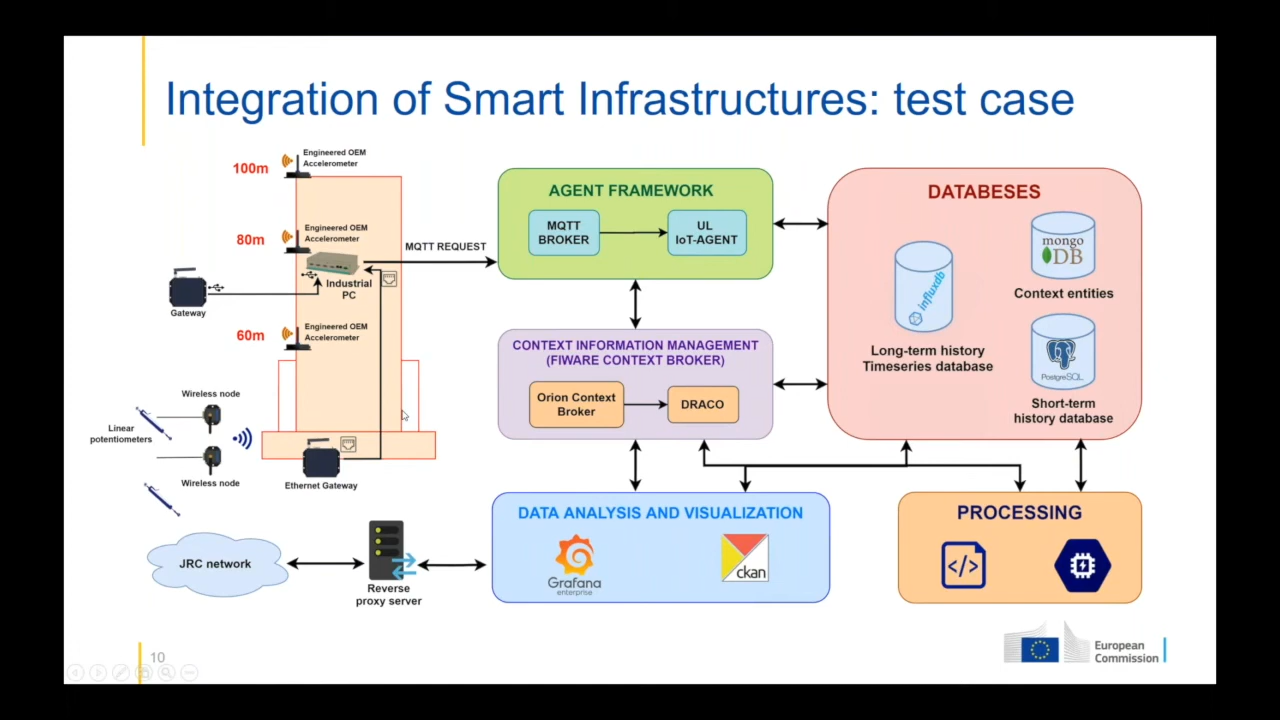 Integration of Smart Infrastructures: test case
100m
Engineered OEM
Accelerometer
80m
Engineered OEM
Accelerometer
Industrial
PC
Gateway
60m
Engineered OEM
Accelerometer
MQTT REQUEST
Wireless node
Linear
potentiometers
Wireless node
Ethernet Gateway
AGENT FRAMEWORK
MQTT
BROKER
UL
IoT-AGENT
CONTEXT INFORMATION MANAGEMENT
(FIWARE CONTEXT BROKER)
Orion Context
Broker
DRACO
DATABESES
influxdb
Long-term history
Timeseries database
mongo
DB
Context entities
PostgreSQL
Short-term
history database
DATA ANALYSIS AND VISUALIZATION
Grafana
enterprise
ckan
PROCESSING
</>
JRC network
Reverse
proxy server
10
European
Commission